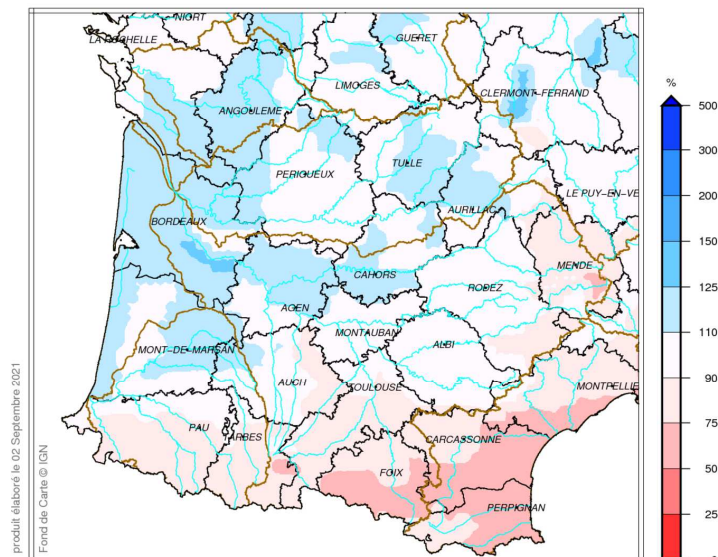 NIORT
LA ROCHELLE
GUERET
LIMOGES
CLERMONT-FERRAND
ANGOULEME
TULLE
PERIGUEUX
LE PUY-EN-VE
AURILLAC
BORDEAUX
MENDE
CAHORS
RODEZ
AGEN
MONTAUBAN
ALBI
MONT-DE-MARSAN
AUCH
TOULOUSE
MONTPELLIE
PAU
TARBES
CARCASSONNE
FOIX
PERPIGNAN
%
500
300
200
150
125
110
90
75
50
25
produit élaboré le 02 Septembre 2021
Fond de Carte © IGN